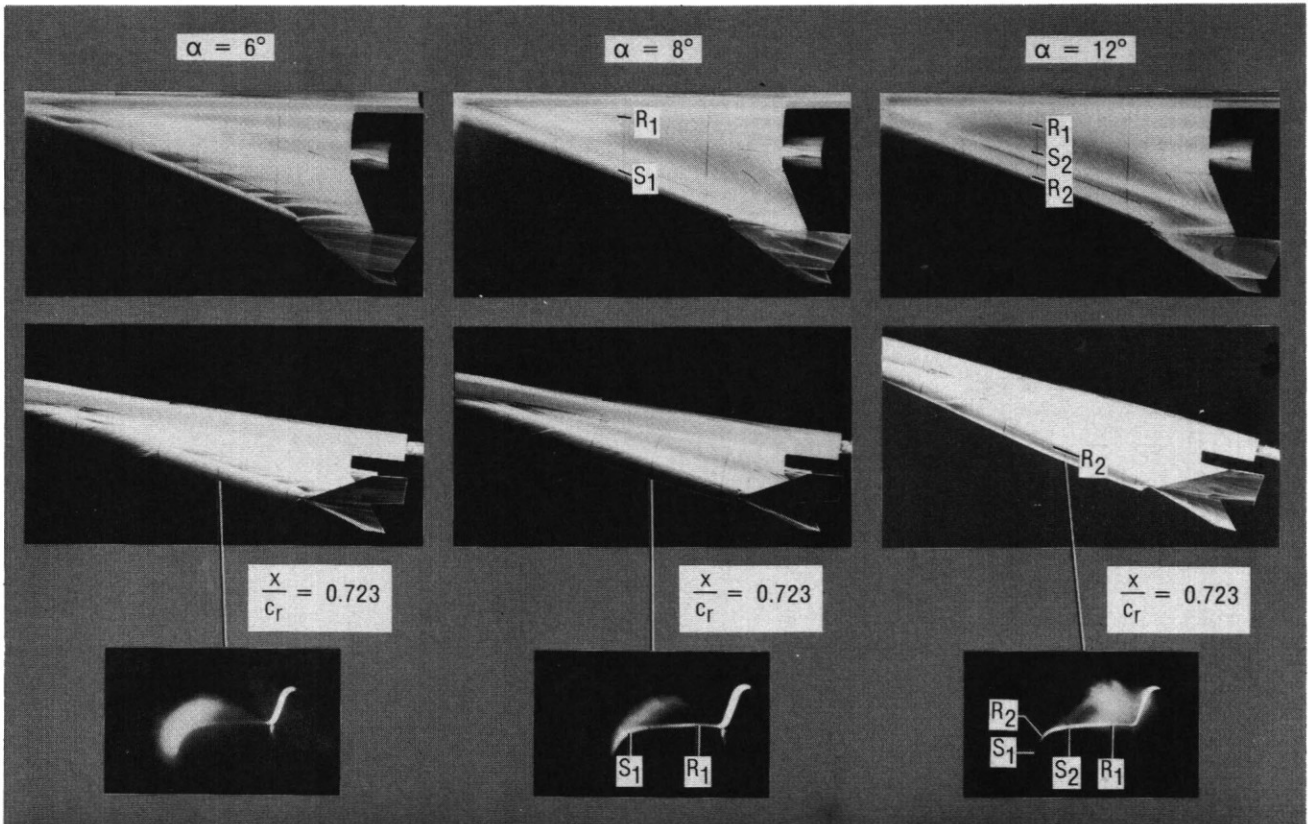 α = 6°
α = 8°
α = 12°
R1
S1
R1
S2
R2
R2
x/cr = 0.723
x/cr = 0.723
x/cr = 0.723
S1
R1
R2
S1
S2
R1